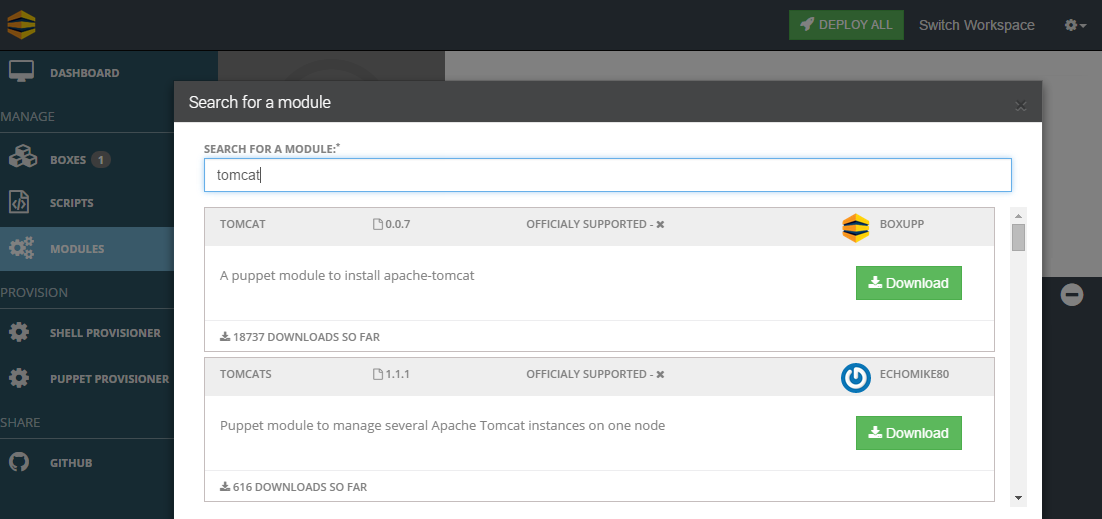 DEPLOY ALL Switch Workspace
DASHBOARD
MANAGE
BOXES 1
SCRIPTS
MODULES
PROVISION
SHELL PROVISIONER
PUPPET PROVISIONER
SHARE
GITHUB
Search for a module
SEARCH FOR A MODULE:*
tomcat
TOMCAT 0.0.7 OFFICIALY SUPPORTED - ✖ BOXUPP
A puppet module to install apache-tomcat
Download
18737 DOWNLOADS SO FAR
TOMCATS 1.1.1 OFFICIALY SUPPORTED - ✖ ECHOMIKE80
Puppet module to manage several Apache Tomcat instances on one node
Download
616 DOWNLOADS SO FAR